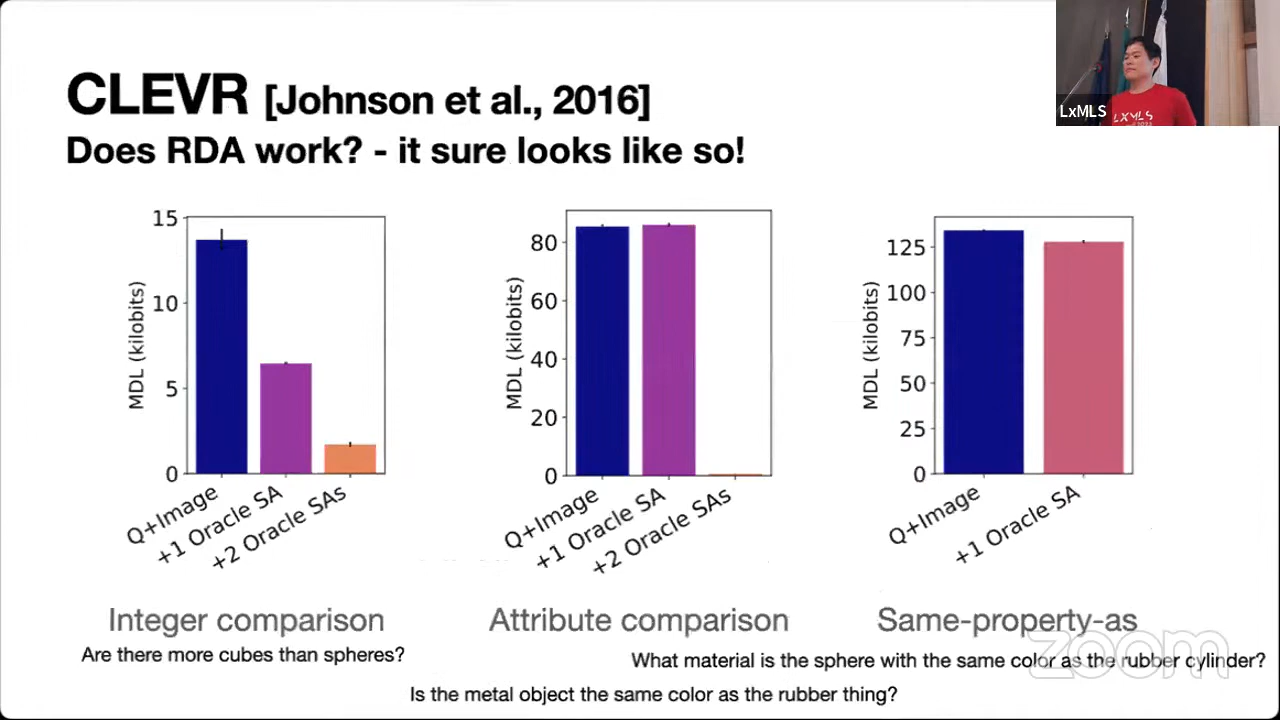 CLEVR [Johnson et al., 2016]
Does RDA work? - it sure looks like so!
LxMLS
LXMLS
15
10
5
0
MDL (kilobits)
Q+Image
+1 Oracle SA
+2 Oracle SAs
80
60
40
20
0
MDL (kilobits)
Q+Image
+1 Oracle SA
+2 Oracle SAs
125
100
75
50
25
0
MDL (kilobits)
Q+Image
+1 Oracle SA
Integer comparison
Attribute comparison
Same-property-as
Are there more cubes than spheres?
What material is the sphere with the same color as the rubber cylinder?
Is the metal object the same color as the rubber thing?
zoom